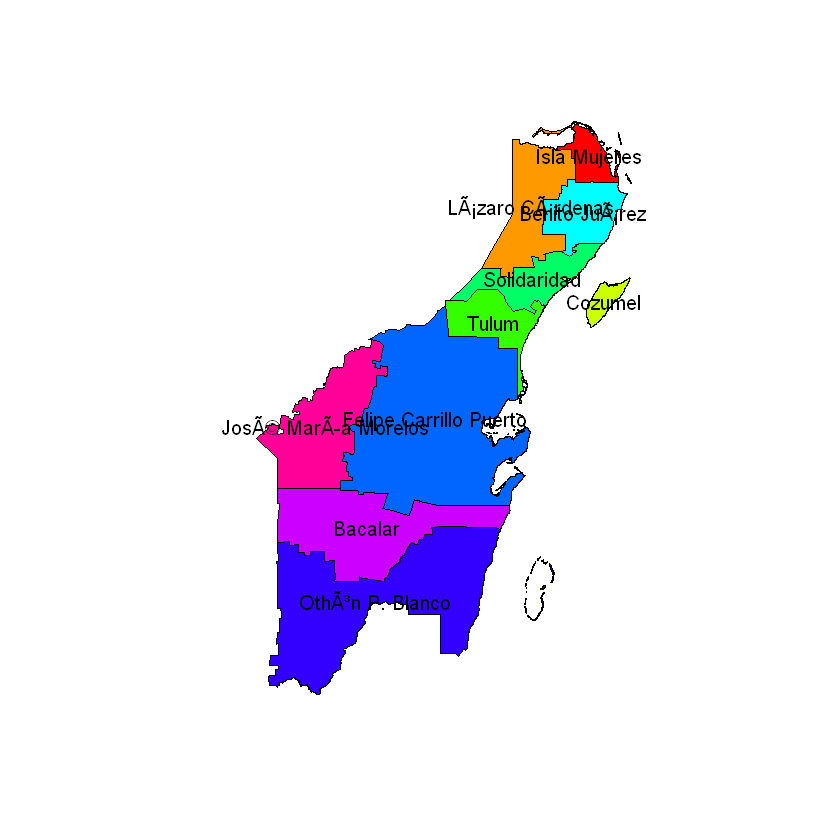 Isla Mujeres
LÃ¡zaro CÃ¡rdenas
Benito JuÃ¡rez
Solidaridad
Cozumel
Tulum
Felipe Carrillo Puerto
JosÃ© MarÃ-a Morelos
Bacalar
OthÃ³n P. Blanco